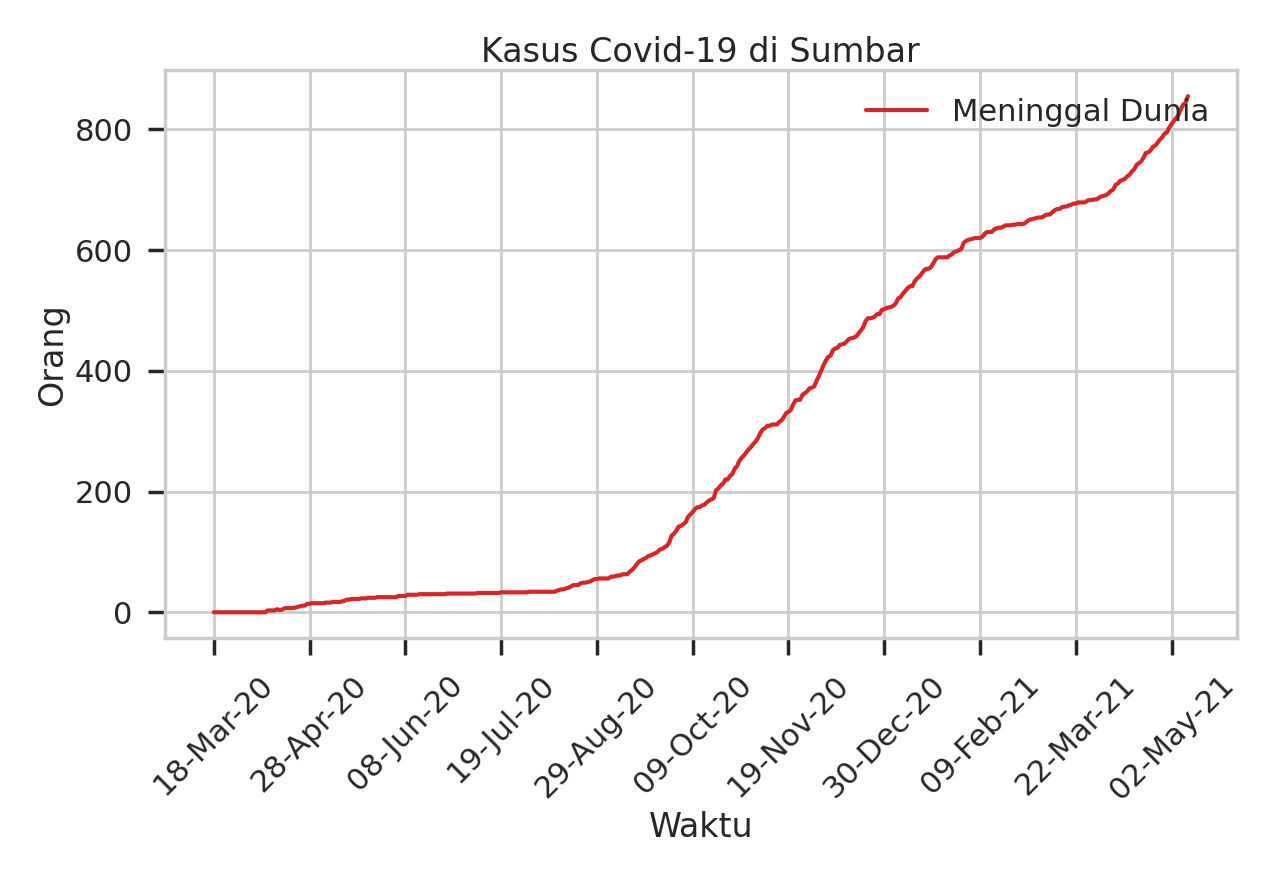 Kasus Covid-19 di Sumbar
Meninggal Dunia
Orang
800
600
400
200
0
18-Mar-20
28-Apr-20
08-Jun-20
19-Jul-20
29-Aug-20
09-Oct-20
19-Nov-20
30-Dec-20
09-Feb-21
22-Mar-21
02-May-21
Waktu